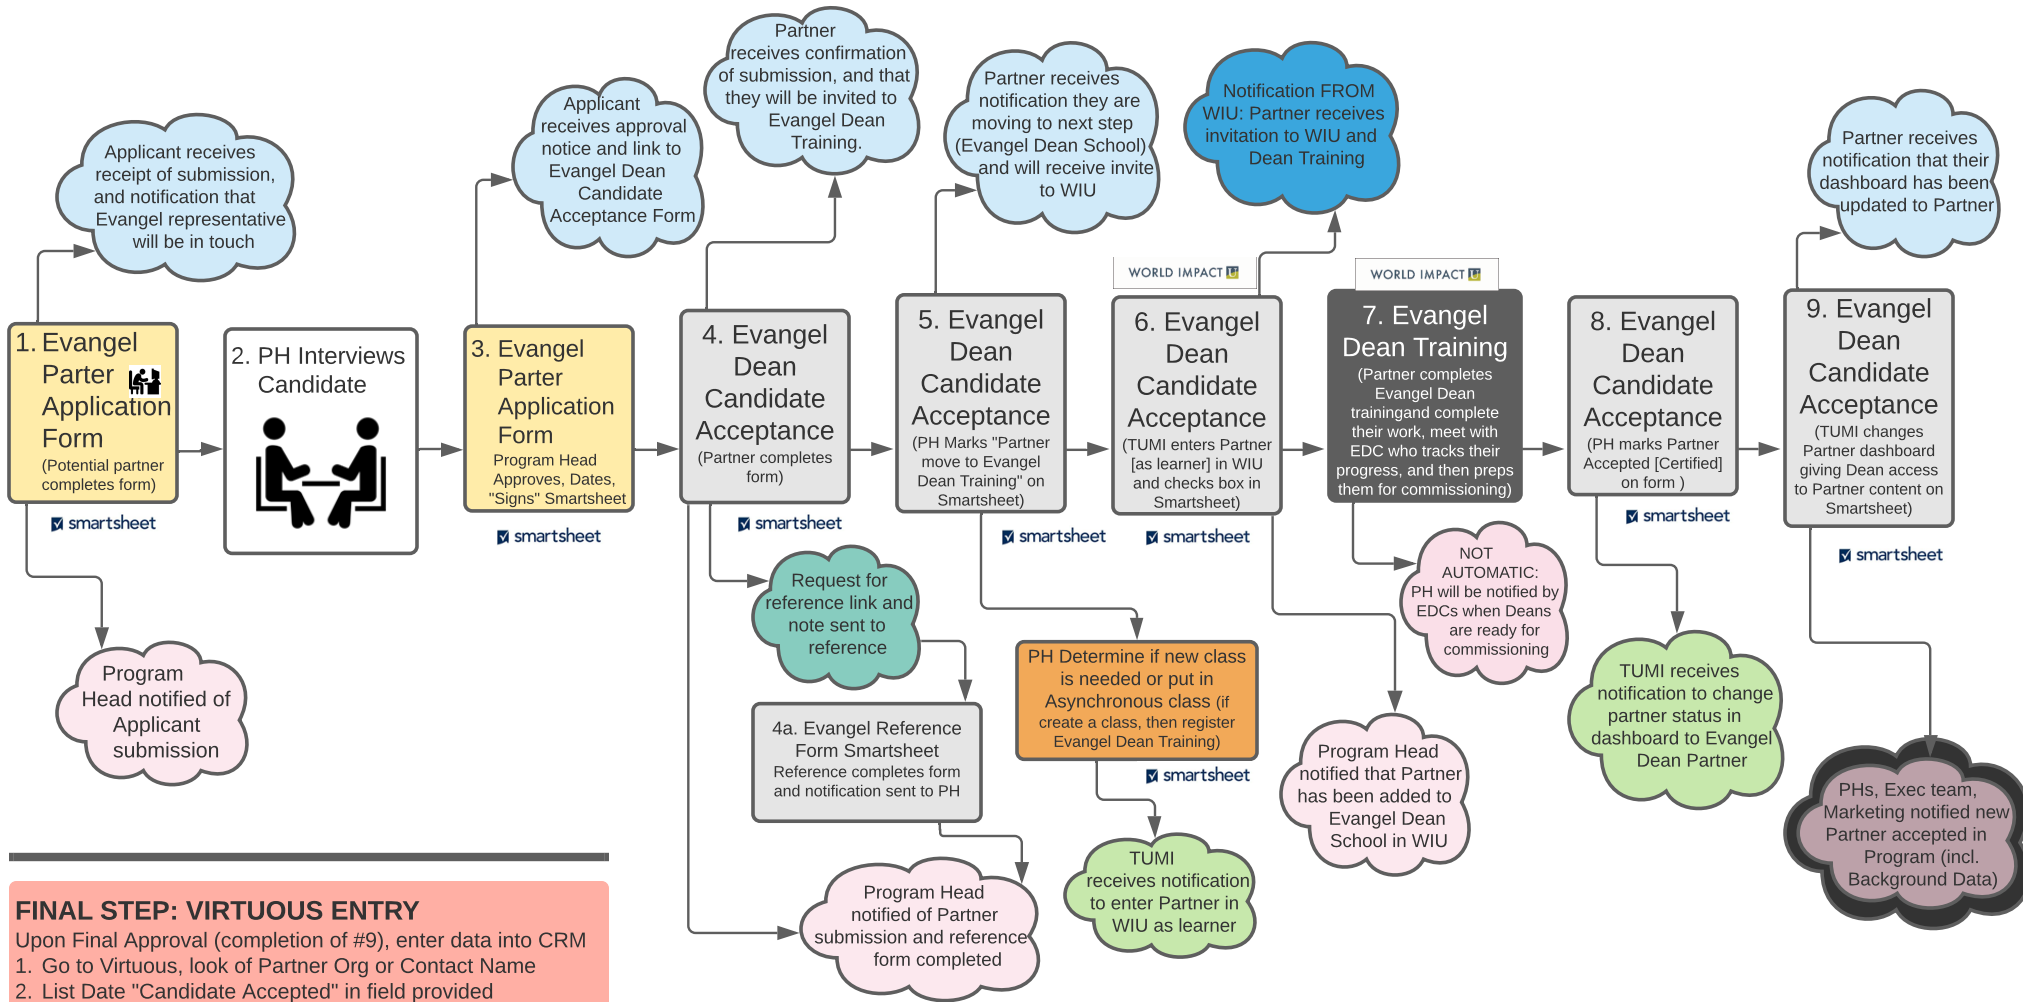 Applicant receives
receipt of submission,
and notification that
Evangel representative
will be in touch
Applicant
receives approval
notice and link to
Evangel Dean
Candidate
Acceptance Form
Partner
receives confirmation
of submission, and that
they will be invited to
Evangel Dean
Training.
Partner receives
notification they are
moving to next step
(Evangel Dean School)
and will receive invite
to WIU
Notification FROM
WIU: Partner receives
invitation to WIU and
Dean Training
Partner receives
notification that their
dashboard has been
updated to Partner
1. Evangel
Parter
Application
Form
(Potential partner
completes form)
smartsheet
2. PH Interviews
Candidate
3. Evangel
Parter
Application
Form
Program Head
Approves, Dates,
"Signs" Smartsheet
smartsheet
4. Evangel
Dean
Candidate
Acceptance
(Partner completes
form)
smartsheet
5. Evangel
Dean
Candidate
Acceptance
(PH Marks "Partner
move to Evangel
Dean Training" on
Smartsheet)
smartsheet
WORLD IMPACT U
6. Evangel
Dean
Candidate
Acceptance
(TUMI enters Partner
[as learner] in WIU
and checks box in
Smartsheet)
smartsheet
WORLD IMPACT U
7. Evangel
Dean Training
(Partner completes
Evangel Dean
trainingand complete
their work, meet with
EDC who tracks their
progress, and then preps
them for commissioning)
8. Evangel
Dean
Candidate
Acceptance
(PH marks Partner
Accepted [Certified]
on form )
smartsheet
9. Evangel
Dean
Candidate
Acceptance
(TUMI changes
Partner dashboard
giving Dean access
to Partner content on
Smartsheet)
smartsheet
Program
Head notified of
Applicant
submission
Request for
reference link and
note sent to
reference
4a. Evangel Reference
Form Smartsheet
Reference completes form
and notification sent to PH
Program Head
notified of Partner
submission and reference
form completed
PH Determine if new class
is needed or put in
Asynchronous class (if
create a class, then register
Evangel Dean Training)
smartsheet
TUMI
receives notification
to enter Partner in
WIU as learner
Program Head
notified that Partner
has been added to
Evangel Dean
School in WIU
NOT
AUTOMATIC:
PH will be notified by
EDCs when Deans
are ready for
commissioning
TUMI receives
notification to change
partner status in
dashboard to Evangel
Dean Partner
PHs, Exec team,
Marketing notified new
Partner accepted in
Program (incl.
Background Data)
FINAL STEP: VIRTUOUS ENTRY
Upon Final Approval (completion of #9), enter data into CRM
1. Go to Virtuous, look of Partner Org or Contact Name
2. List Date "Candidate Accepted" in field provided